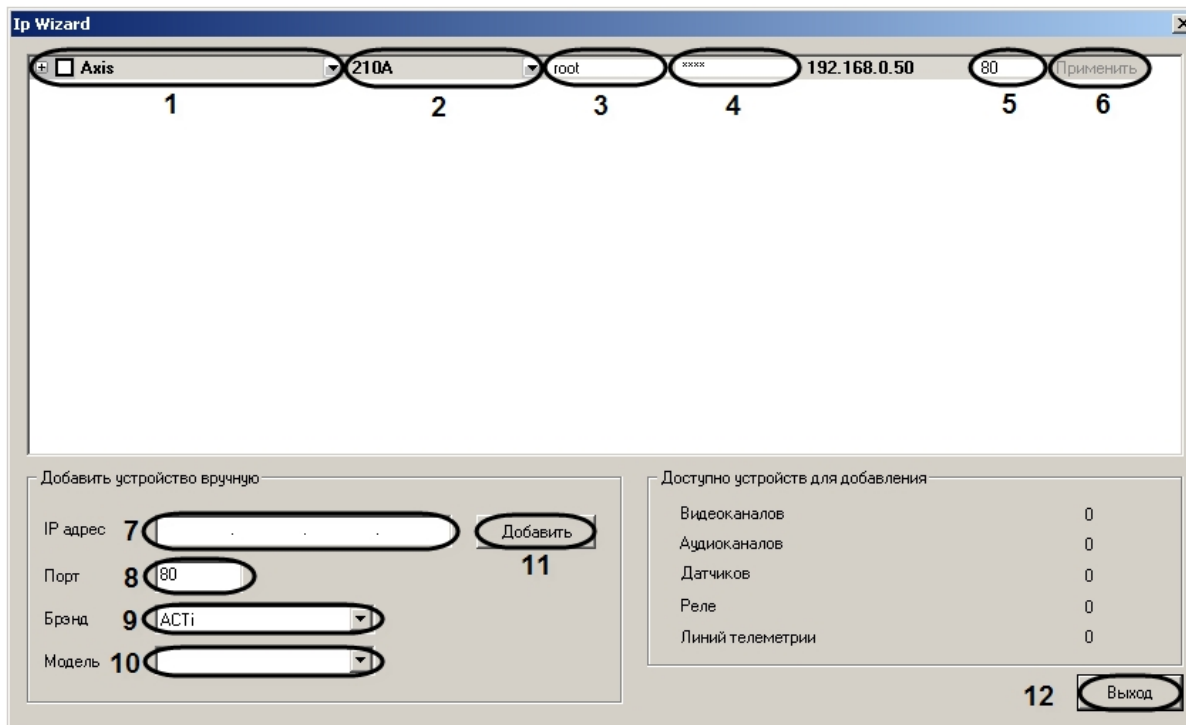 Ip Wizard
Axis 210A root **** 192.168.0.50 80 Применить
1 2 3 4 5 6
Добавить устройство вручную
IP адрес 7 . . . Добавить
11
Порт 8 80
Брэнд 9 ACTi
Модель 10
Доступно устройств для добавления
Видеоканалов 0
Аудиоканалов 0
Датчиков 0
Реле 0
Линий телеметрии 0
12 Выход